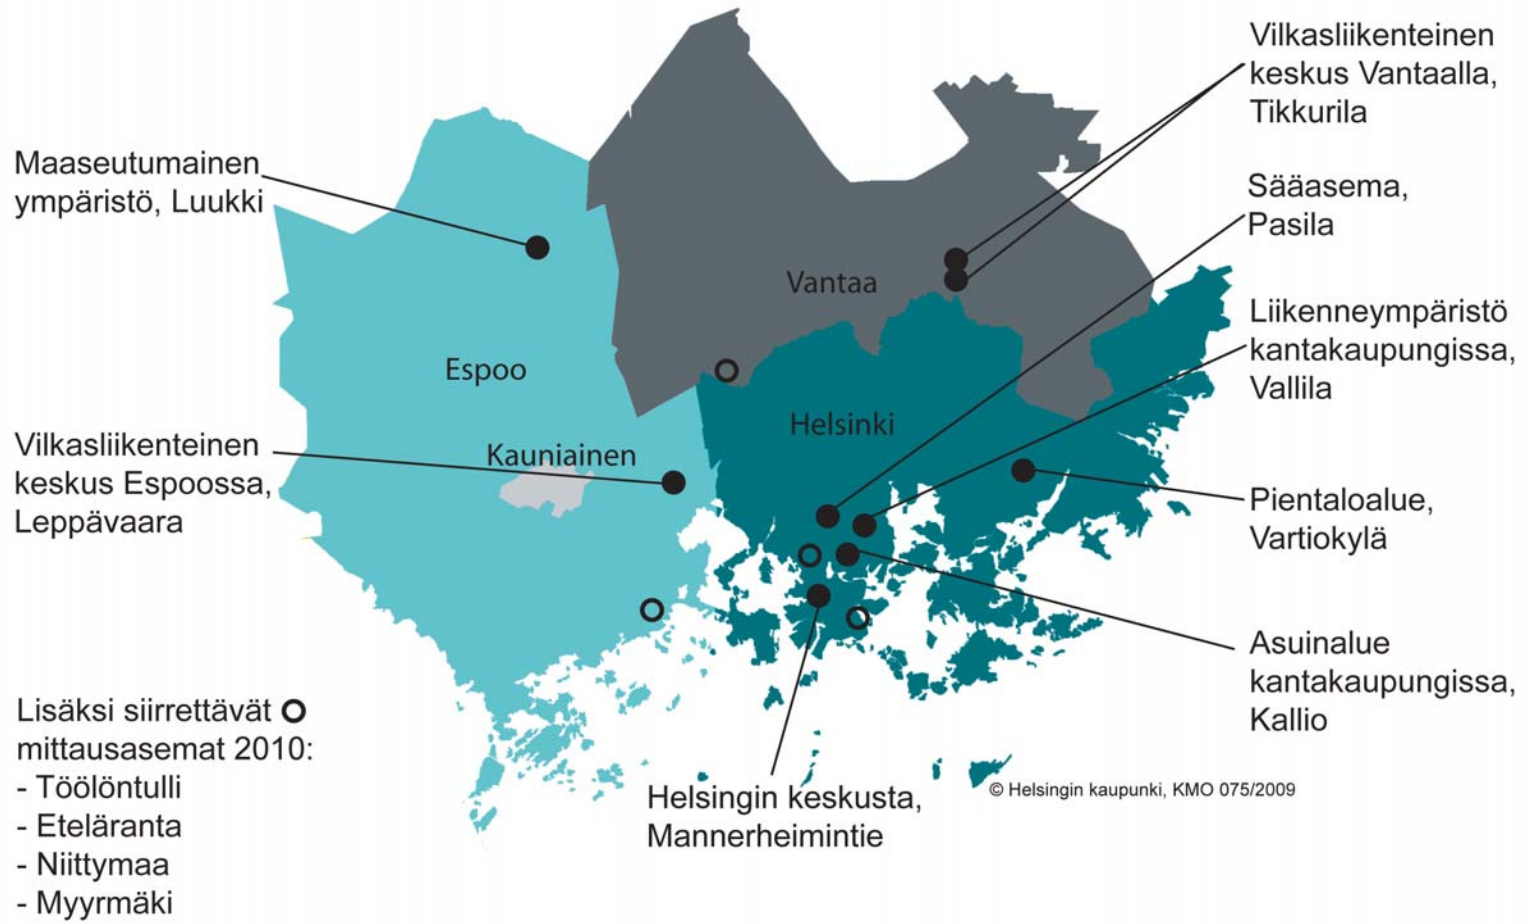 Vilkasliikenteinen
keskus Vantaalla,
Tikkurila
Maaseutumainen
ympäristö, Luukki
Sääasema,
Pasila
Vantaa
Liikenneympäristö
kantakaupungissa,
Vallila
Espoo
Helsinki
Vilkasliikenteinen
keskus Espoossa,
Leppävaara
Kauniainen
Pientaloalue,
Vartiokylä
Asuinalue
kantakaupungissa,
Kallio
Lisäksi siirrettävät
mittausasemat 2010:
- Töölöntulli
- Eteläranta
- Niittymaa
- Myyrmäki
Helsingin keskusta,
Mannerheimintie
© Helsingin kaupunki, KMO 075/2009